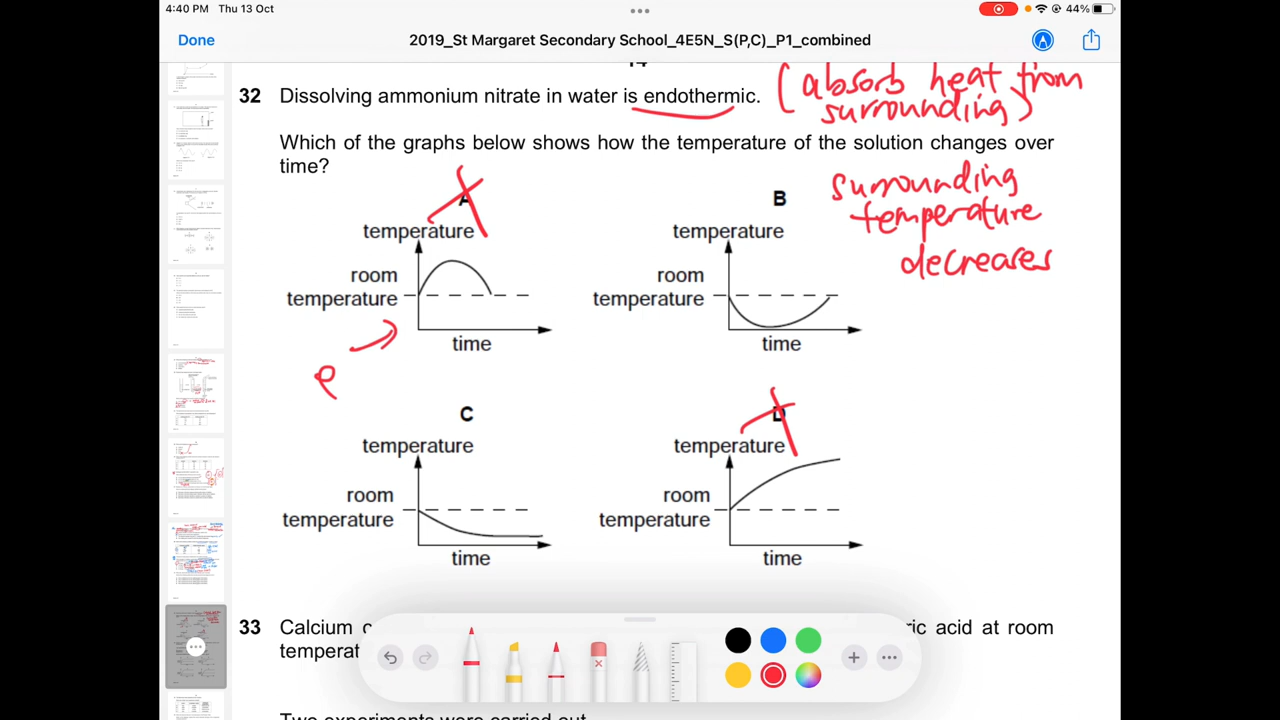 4:40 PM Thu 13 Oct
44%
Done
2019_St Margaret Secondary School_4E5N_S(P,C)_P1_combined
32 Dissolving ammonium nitrate in water is endothermic.
(absorb heat from
surrounding)
Which of the graphs below shows how the temperature of the solution changes over
time?
surrounding
temperature
decreases
A
temperature
room
temperature
time
B
temperature
room
temperature
time
e
C
temperature
room
temperature
time
D
temperature
room
temperature
time
33 Calcium c ric acid at room
temperat